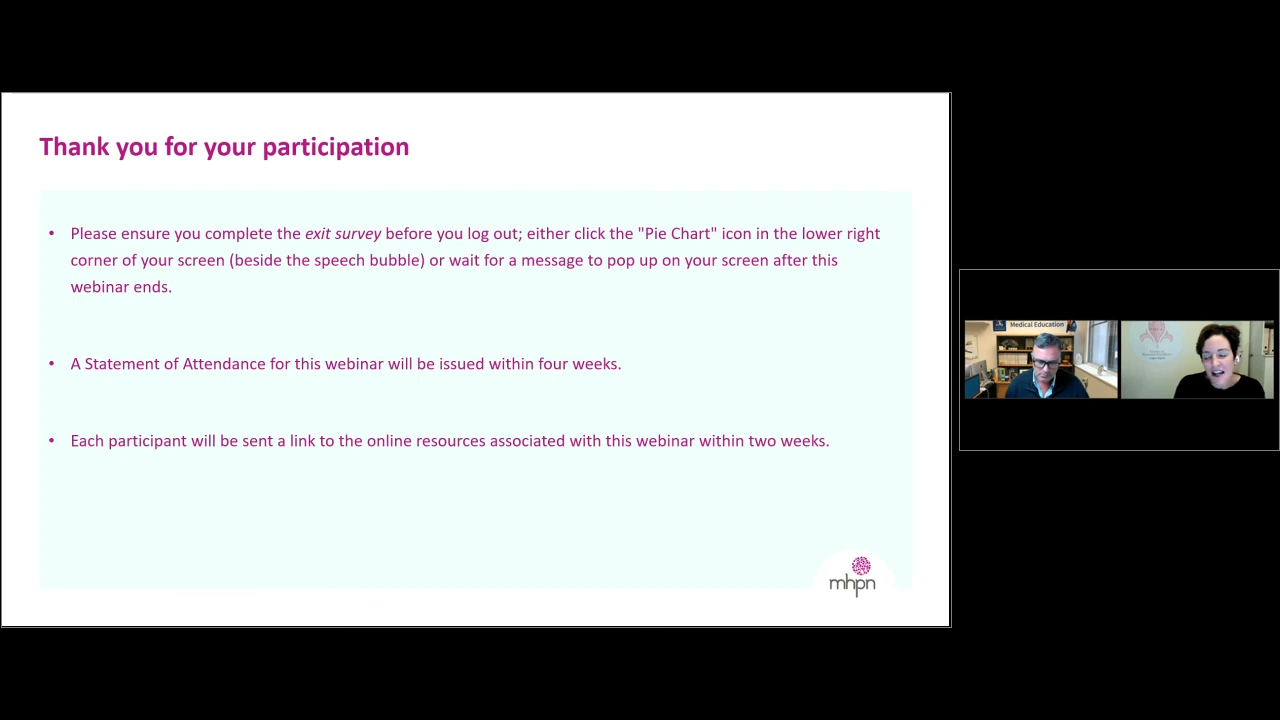 Thank you for your participation
• Please ensure you complete the exit survey before you log out; either click the "Pie Chart" icon in the lower right
corner of your screen (beside the speech bubble) or wait for a message to pop up on your screen after this
webinar ends.
• A Statement of Attendance for this webinar will be issued within four weeks.
• Each participant will be sent a link to the online resources associated with this webinar within two weeks.
mhpn
Medical Education